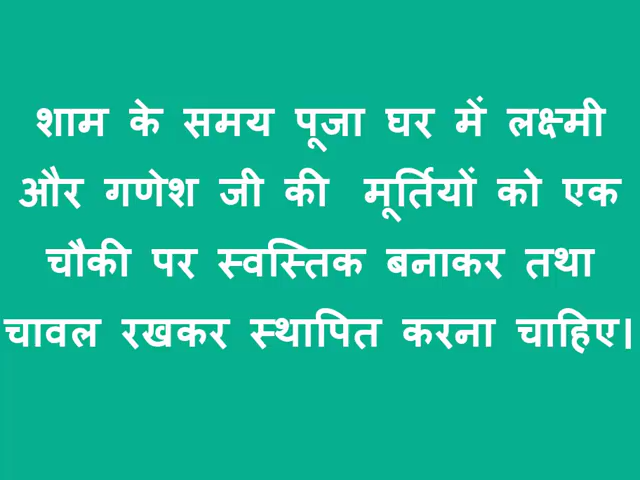 शाम के समय पूजा घर में लक्ष्मी
और गणेश जी की मूर्तियों को एक
चौकी पर स्वस्तिक बनाकर तथा
चावल रखकर स्थापित करना चाहिए।